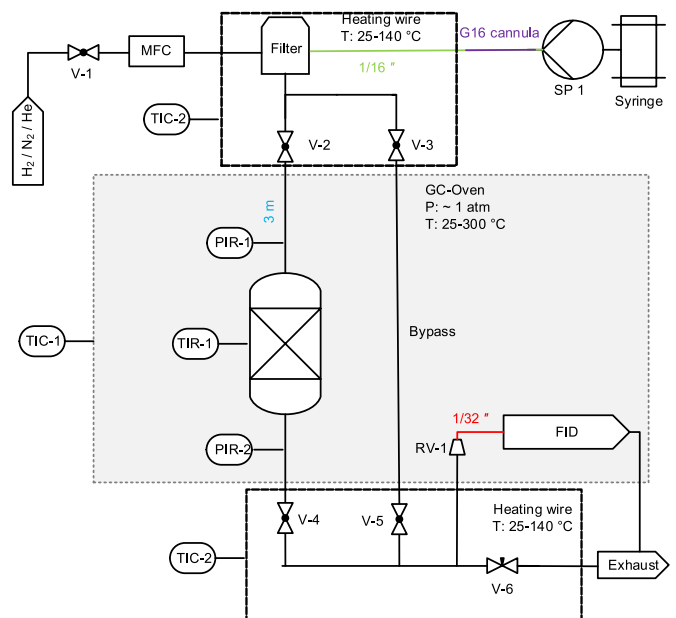 Heating wire
T: 25-140 °C
G16 cannula
MFC
Filter
V-1
1/16 ″
SP 1
Syringe
H2 / N2 / He
TIC-2
V-2
V-3
GC-Oven
P: ~ 1 atm
T: 25-300 °C
3 m
PIR-1
TIC-1
TIR-1
Bypass
1/32 ″
FID
RV-1
PIR-2
V-4
V-5
Heating wire
T: 25-140 °C
TIC-2
V-6
Exhaust